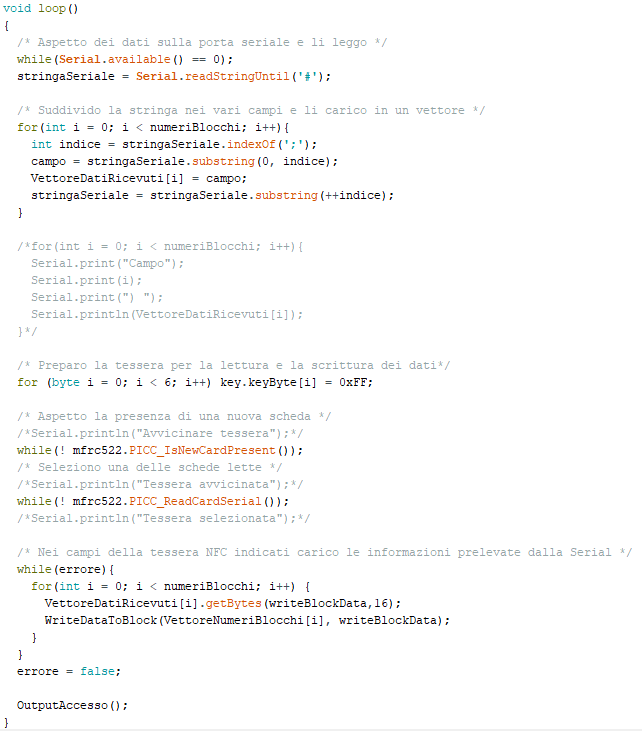 void loop()
{
  /* Aspetto dei dati sulla porta seriale e li leggo */
  while(Serial.available() == 0);
  stringaSeriale = Serial.readStringUntil('#');

  /* Suddivido la stringa nei vari campi e li carico in un vettore */
  for(int i = 0; i < numeriBlocchi; i++){
    int indice = stringaSeriale.indexOf(';');
    campo = stringaSeriale.substring(0, indice);
    VettoreDatiRicevuti[i] = campo;
    stringaSeriale = stringaSeriale.substring(++indice);
  }

  /*for(int i = 0; i < numeriBlocchi; i++){
    Serial.print("Campo");
    Serial.print(i);
    Serial.print(") ");
    Serial.println(VettoreDatiRicevuti[i]);
  }*/

  /* Preparo la tessera per la lettura e la scrittura dei dati*/
  for (byte i = 0; i < 6; i++) key.keyByte[i] = 0xFF;

  /* Aspetto la presenza di una nuova scheda */
  /*Serial.println("Avvicinare tessera");*/
  while(! mfrc522.PICC_IsNewCardPresent());
  /* Seleziono una delle schede lette */
  /*Serial.println("Tessera avvicinata");*/
  while(! mfrc522.PICC_ReadCardSerial());
  /*Serial.println("Tessera selezionata");*/

  /* Nei campi della tessera NFC indicati carico le informazioni prelevate dalla Serial */
  while(errore){
    for(int i = 0; i < numeriBlocchi; i++) {
      VettoreDatiRicevuti[i].getBytes(writeBlockData,16);
      WriteDataToBlock(VettoreNumeriBlocchi[i], writeBlockData);
    }
  }
  errore = false;

  OutputAccesso();
}